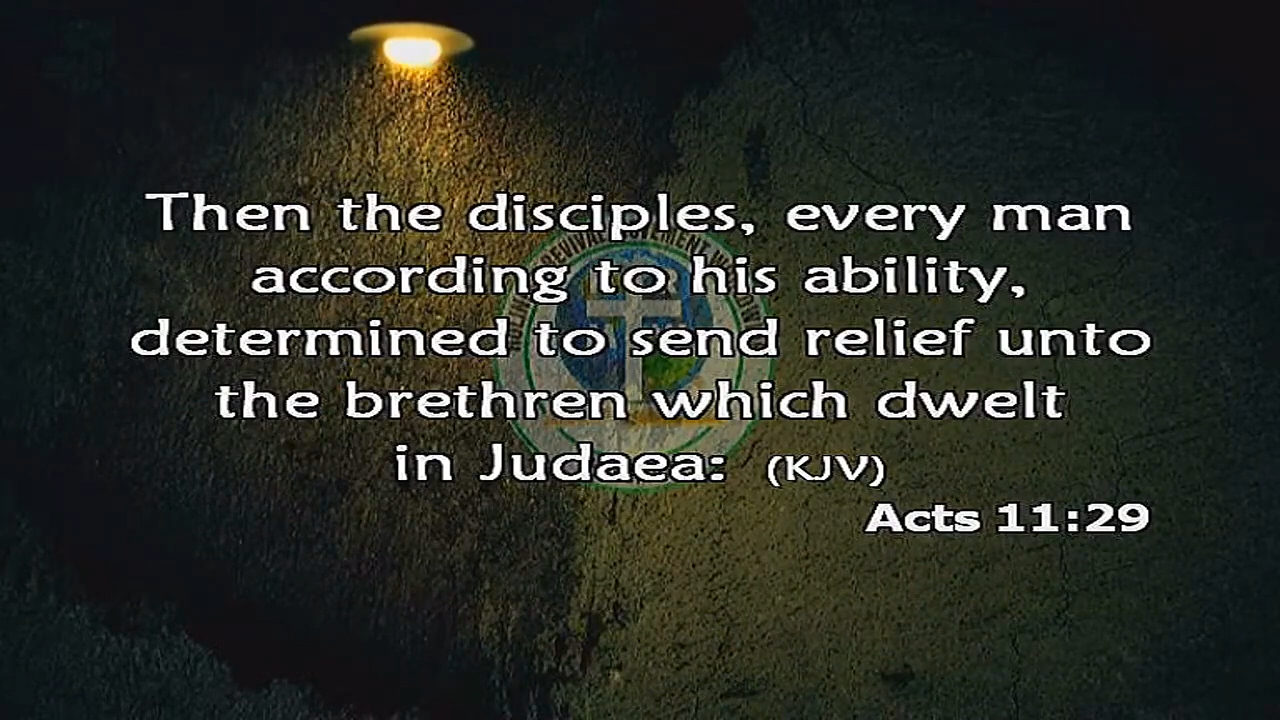 Then the disciples, every man
according to his ability,
determined to send relief unto
the brethren which dwelt
in Judaea: (KJV)
Acts 11:29